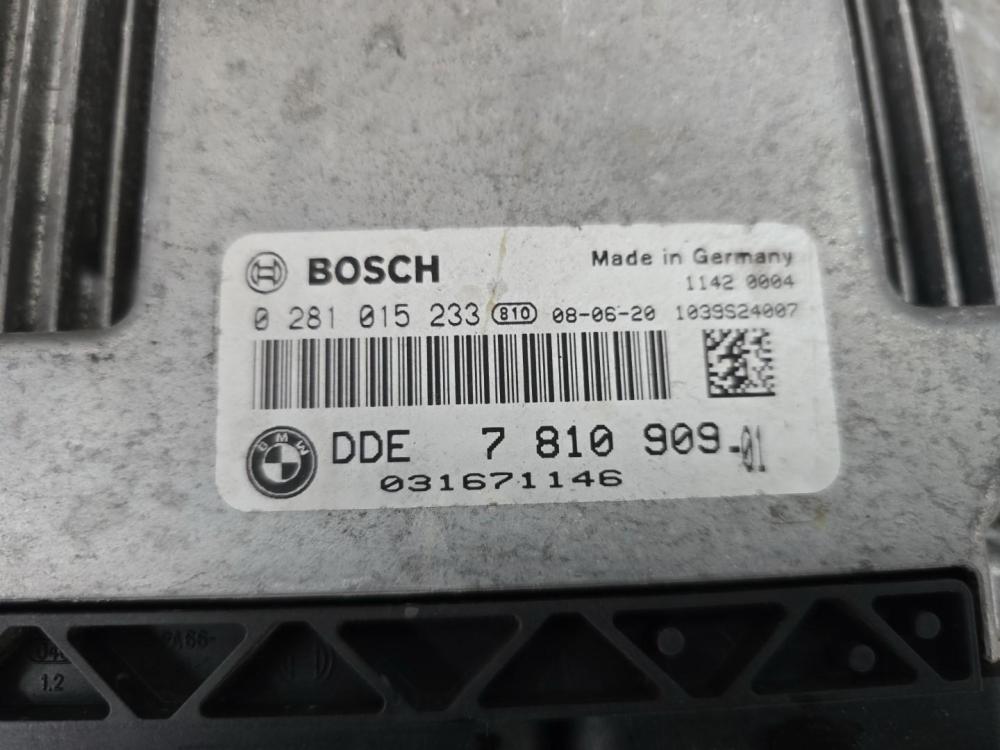 BOSCH
Made in Germany
1142 0004
0 281 015 233 810 08-06-20 1039S24007
BMW
DDE 7 810 909-01
031671146
1.2